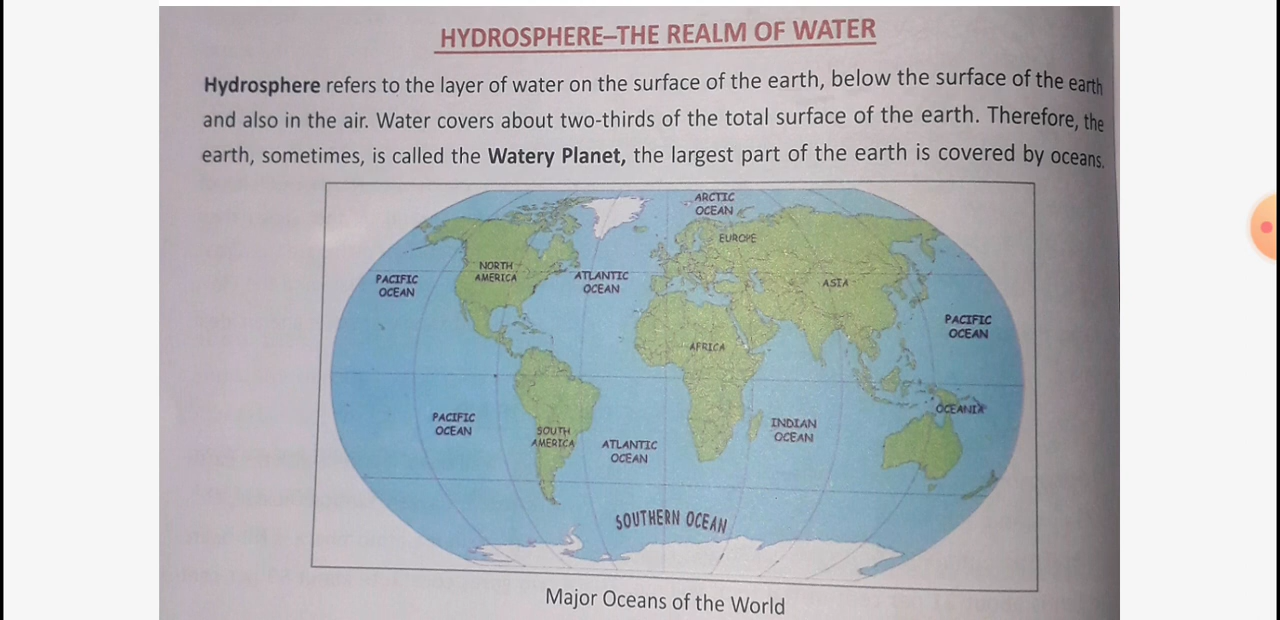 HYDROSPHERE–THE REALM OF WATER
Hydrosphere refers to the layer of water on the surface of the earth, below the surface of the earth
and also in the air. Water covers about two-thirds of the total surface of the earth. Therefore, the
earth, sometimes, is called the Watery Planet, the largest part of the earth is covered by oceans.
ARCTIC
OCEAN
EUROPE
NORTH
AMERICA
ATLANTIC
OCEAN
PACIFIC
OCEAN
ASIA
PACIFIC
OCEAN
AFRICA
OCEANIA
PACIFIC
OCEAN
SOUTH
AMERICA
ATLANTIC
OCEAN
INDIAN
OCEAN
SOUTHERN OCEAN
Major Oceans of the World